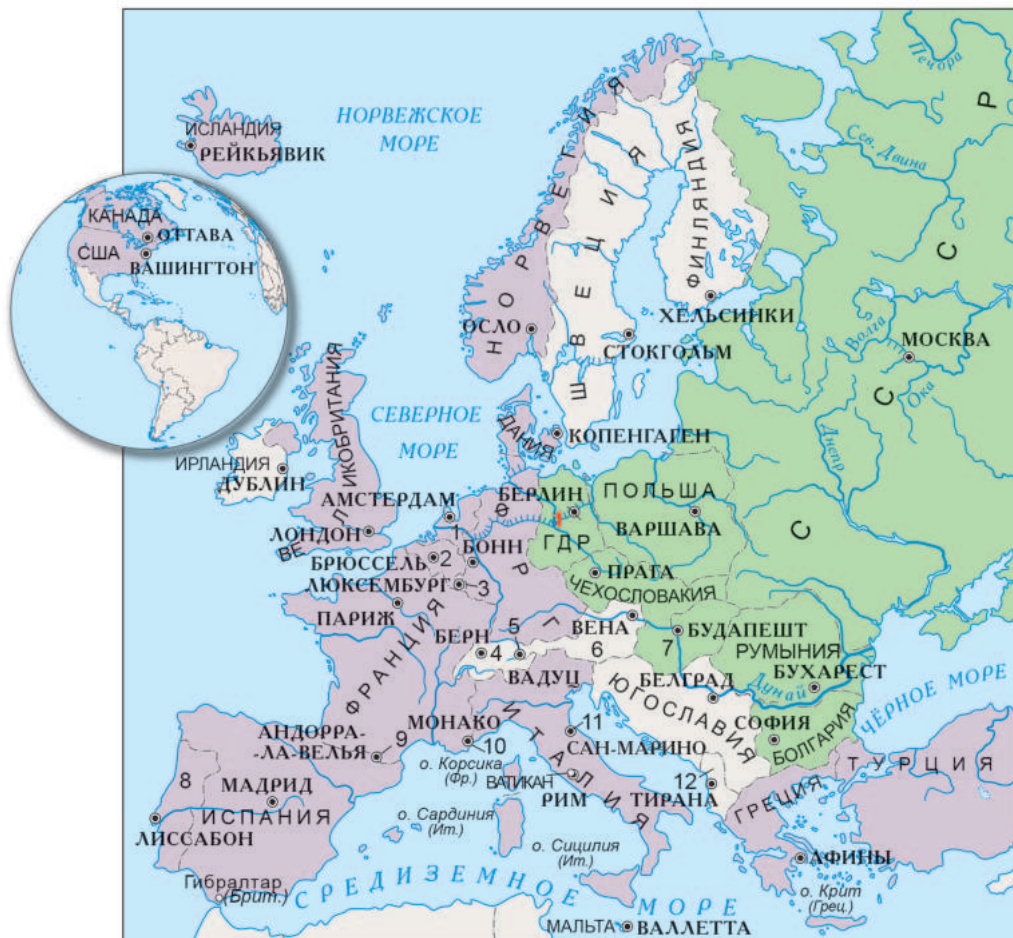 Печора
НОРВЕЖСКОЕ
МОРЕ
ИСЛАНДИЯ
РЕЙКЬЯВИК
Сев. Двина
КАНАДА
ОТТАВА
США
ВАШИНГТОН
НОРВЕГИЯ
ШВЕЦИЯ
ФИНЛЯНДИЯ
СССР
ОСЛО
ХЕЛЬСИНКИ
СТОКГОЛЬМ
Волга
МОСКВА
Ока
Днепр
СЕВЕРНОЕ
МОРЕ
ДАНИЯ
КОПЕНГАГЕН
ВЕЛИКОБРИТАНИЯ
ИРЛАНДИЯ
ДУБЛИН
АМСТЕРДАМ
1
ФРГ
БЕРЛИН
ПОЛЬША
ВАРШАВА
ЛОНДОН
БОНН
ГДР
БРЮССЕЛЬ
2
ЛЮКСЕМБУРГ
3
ПРАГА
ЧЕХОСЛОВАКИЯ
ПАРИЖ
ФРАНЦИЯ
БЕРН
4
5
ВАДУЦ
ВЕНА
6
7
БУДАПЕШТ
РУМЫНИЯ
БУХАРЕСТ
БЕЛГРАД
Дунай
ЮГОСЛАВИЯ
СОФИЯ
БОЛГАРИЯ
ЧЁРНОЕ МОРЕ
АНДОРРА-
-ЛА-ВЕЛЬЯ
9
МОНАКО
10
ИТАЛИЯ
11
САН-МАРИНО
о. Корсика
(Фр.)
ВАТИКАН
РИМ
12
ТИРАНА
ГРЕЦИЯ
ТУРЦИЯ
8
МАДРИД
ИСПАНИЯ
ЛИССАБОН
о. Сардиния
(Ит.)
о. Сицилия
(Ит.)
АФИНЫ
Гибралтар
(Брит.)
СРЕДИЗЕМНОЕ МОРЕ
о. Крит
(Грец.)
МАЛЬТА
ВАЛЛЕТТА